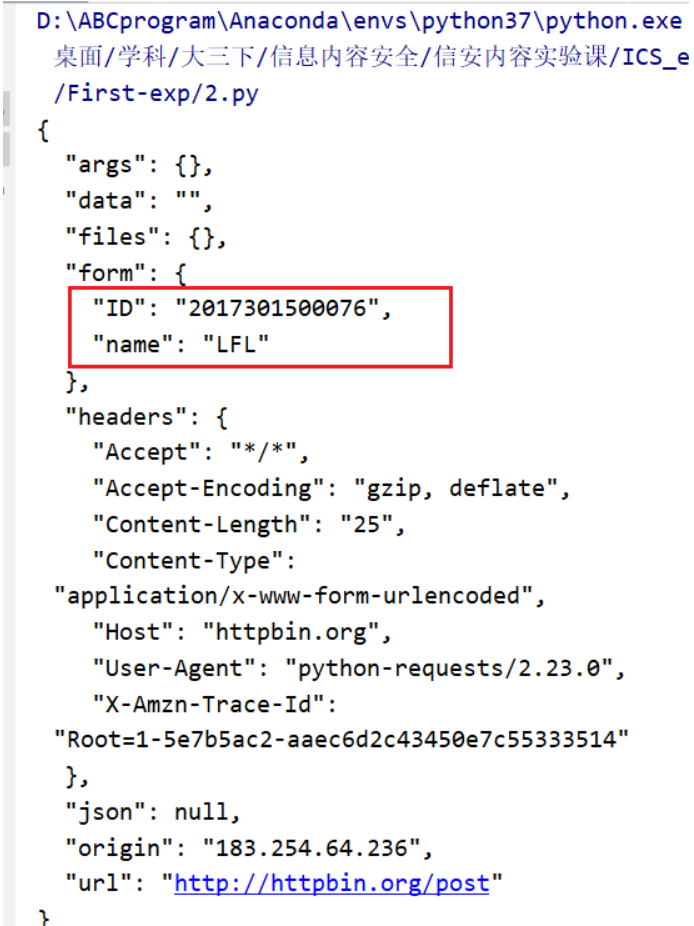 D:\ABCprogram\Anaconda\envs\python37\python.exe
桌面/学科/大三下/信息内容安全/信安内容实验课/ICS_e
/First-exp/2.py
{
"args": {},
"data": "",
"files": {},
"form": {
"ID": "2017301500076",
"name": "LFL"
},
"headers": {
"Accept": "*/*",
"Accept-Encoding": "gzip, deflate",
"Content-Length": "25",
"Content-Type":
"application/x-www-form-urlencoded",
"Host": "httpbin.org",
"User-Agent": "python-requests/2.23.0",
"X-Amzn-Trace-Id":
"Root=1-5e7b5ac2-aaec6d2c43450e7c55333514"
},
"json": null,
"origin": "183.254.64.236",
"url": "http://httpbin.org/post"
}